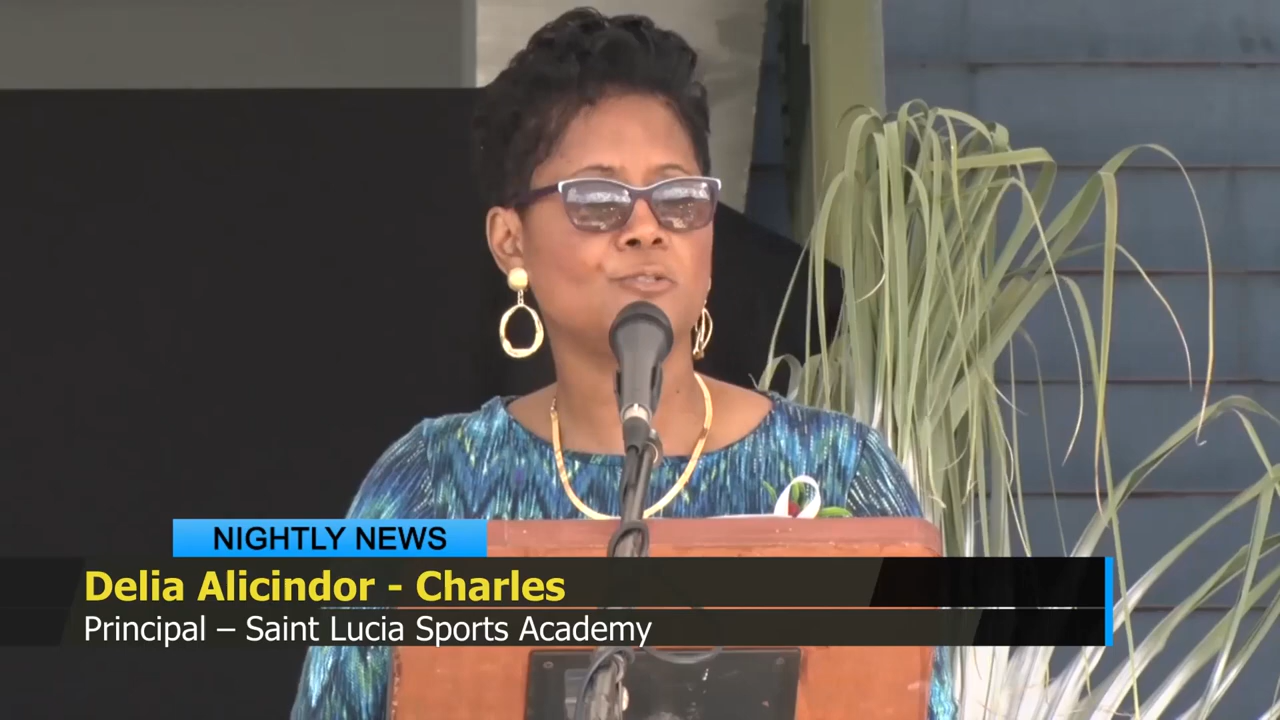 NIGHTLY NEWS
Delia Alicindor - Charles
Principal – Saint Lucia Sports Academy